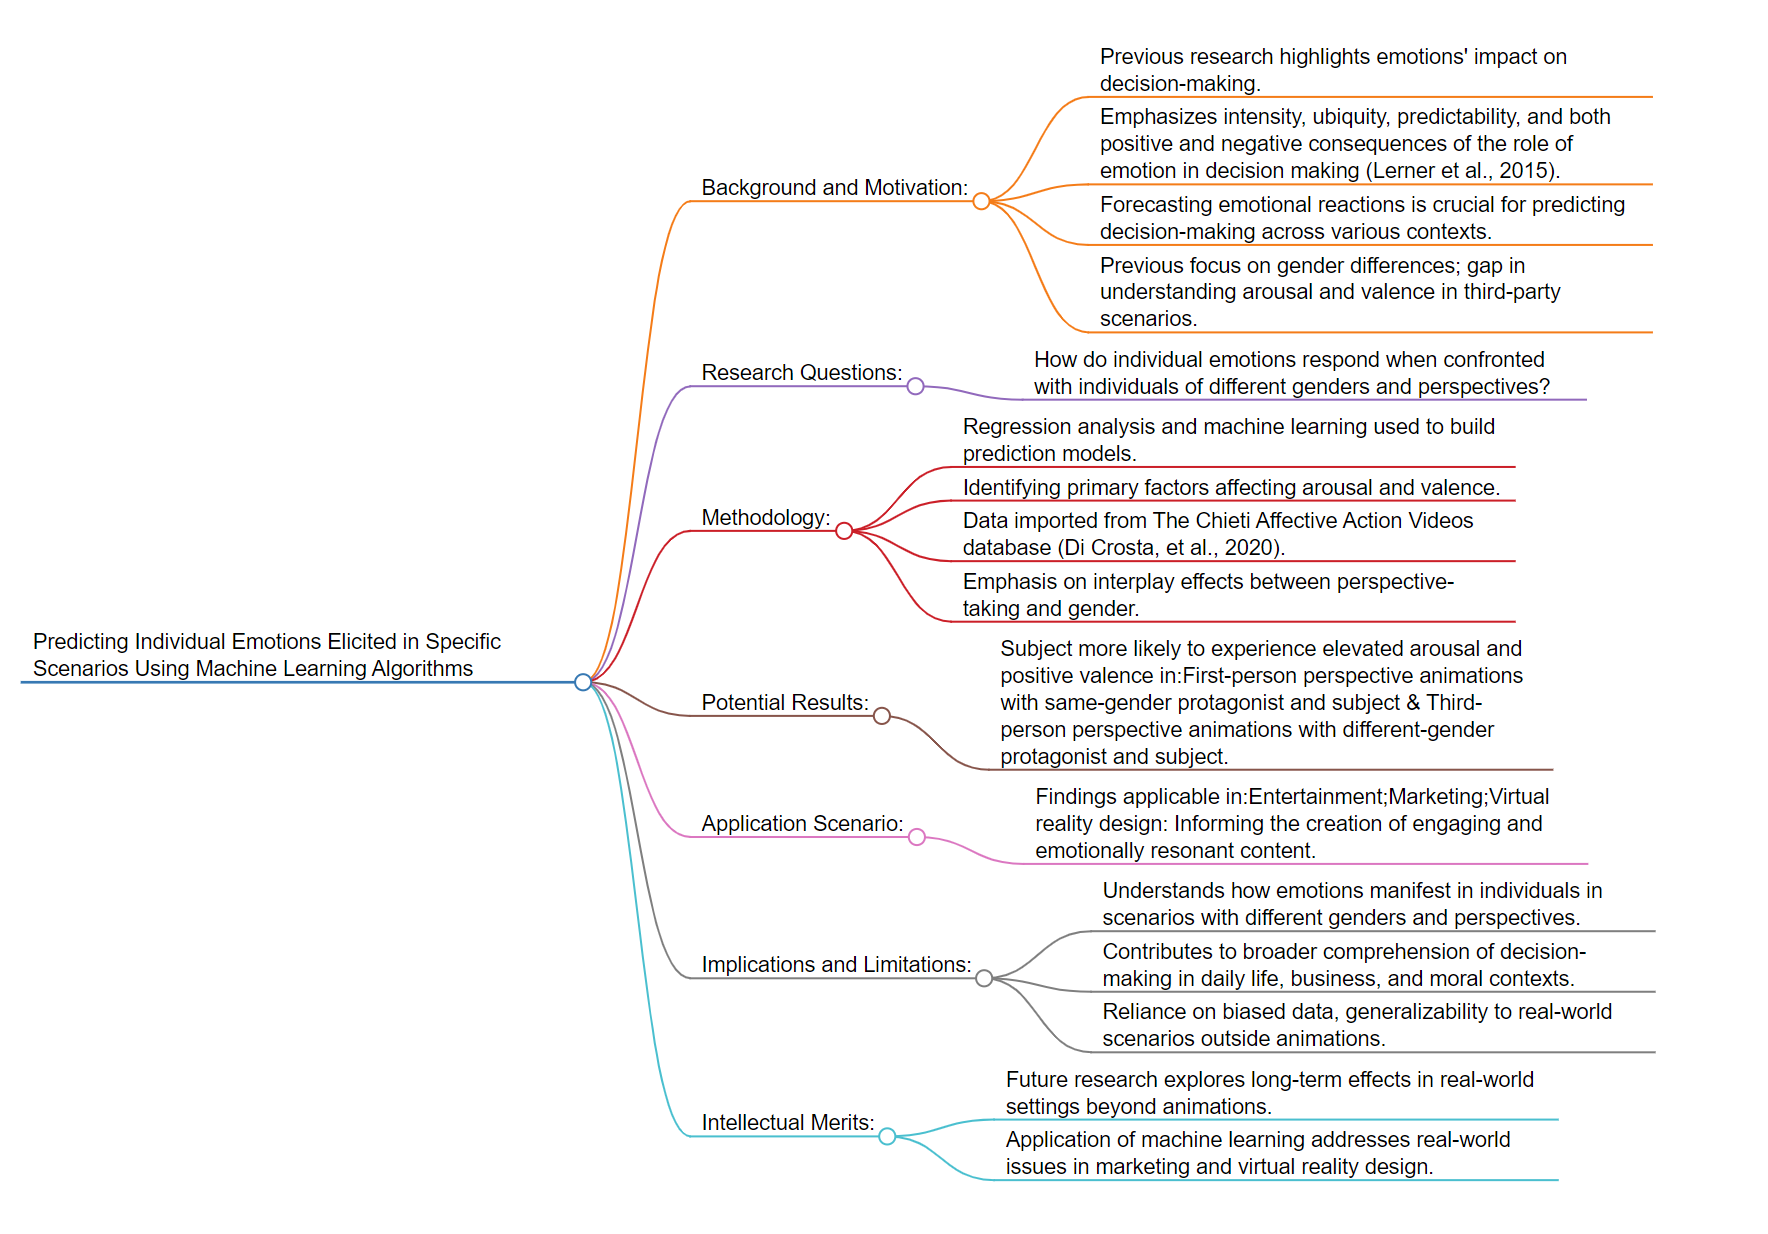 Predicting Individual Emotions Elicited in Specific
Scenarios Using Machine Learning Algorithms
Background and Motivation:
Previous research highlights emotions' impact on
decision-making.
Emphasizes intensity, ubiquity, predictability, and both
positive and negative consequences of the role of
emotion in decision making (Lerner et al., 2015).
Forecasting emotional reactions is crucial for predicting
decision-making across various contexts.
Previous focus on gender differences; gap in
understanding arousal and valence in third-party
scenarios.
Research Questions:
How do individual emotions respond when confronted
with individuals of different genders and perspectives?
Methodology:
Regression analysis and machine learning used to build
prediction models.
Identifying primary factors affecting arousal and valence.
Data imported from The Chieti Affective Action Videos
database (Di Crosta, et al., 2020).
Emphasis on interplay effects between perspective-
taking and gender.
Potential Results:
Subject more likely to experience elevated arousal and
positive valence in:First-person perspective animations
with same-gender protagonist and subject & Third-
person perspective animations with different-gender
protagonist and subject.
Application Scenario:
Findings applicable in:Entertainment;Marketing;Virtual
reality design: Informing the creation of engaging and
emotionally resonant content.
Implications and Limitations:
Understands how emotions manifest in individuals in
scenarios with different genders and perspectives.
Contributes to broader comprehension of decision-
making in daily life, business, and moral contexts.
Reliance on biased data, generalizability to real-world
scenarios outside animations.
Intellectual Merits:
Future research explores long-term effects in real-world
settings beyond animations.
Application of machine learning addresses real-world
issues in marketing and virtual reality design.